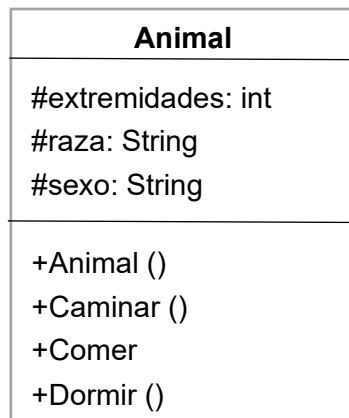 Animal
#extremidades: int
#raza: String
#sexo: String
+Animal ()
+Caminar ()
+Comer
+Dormir ()